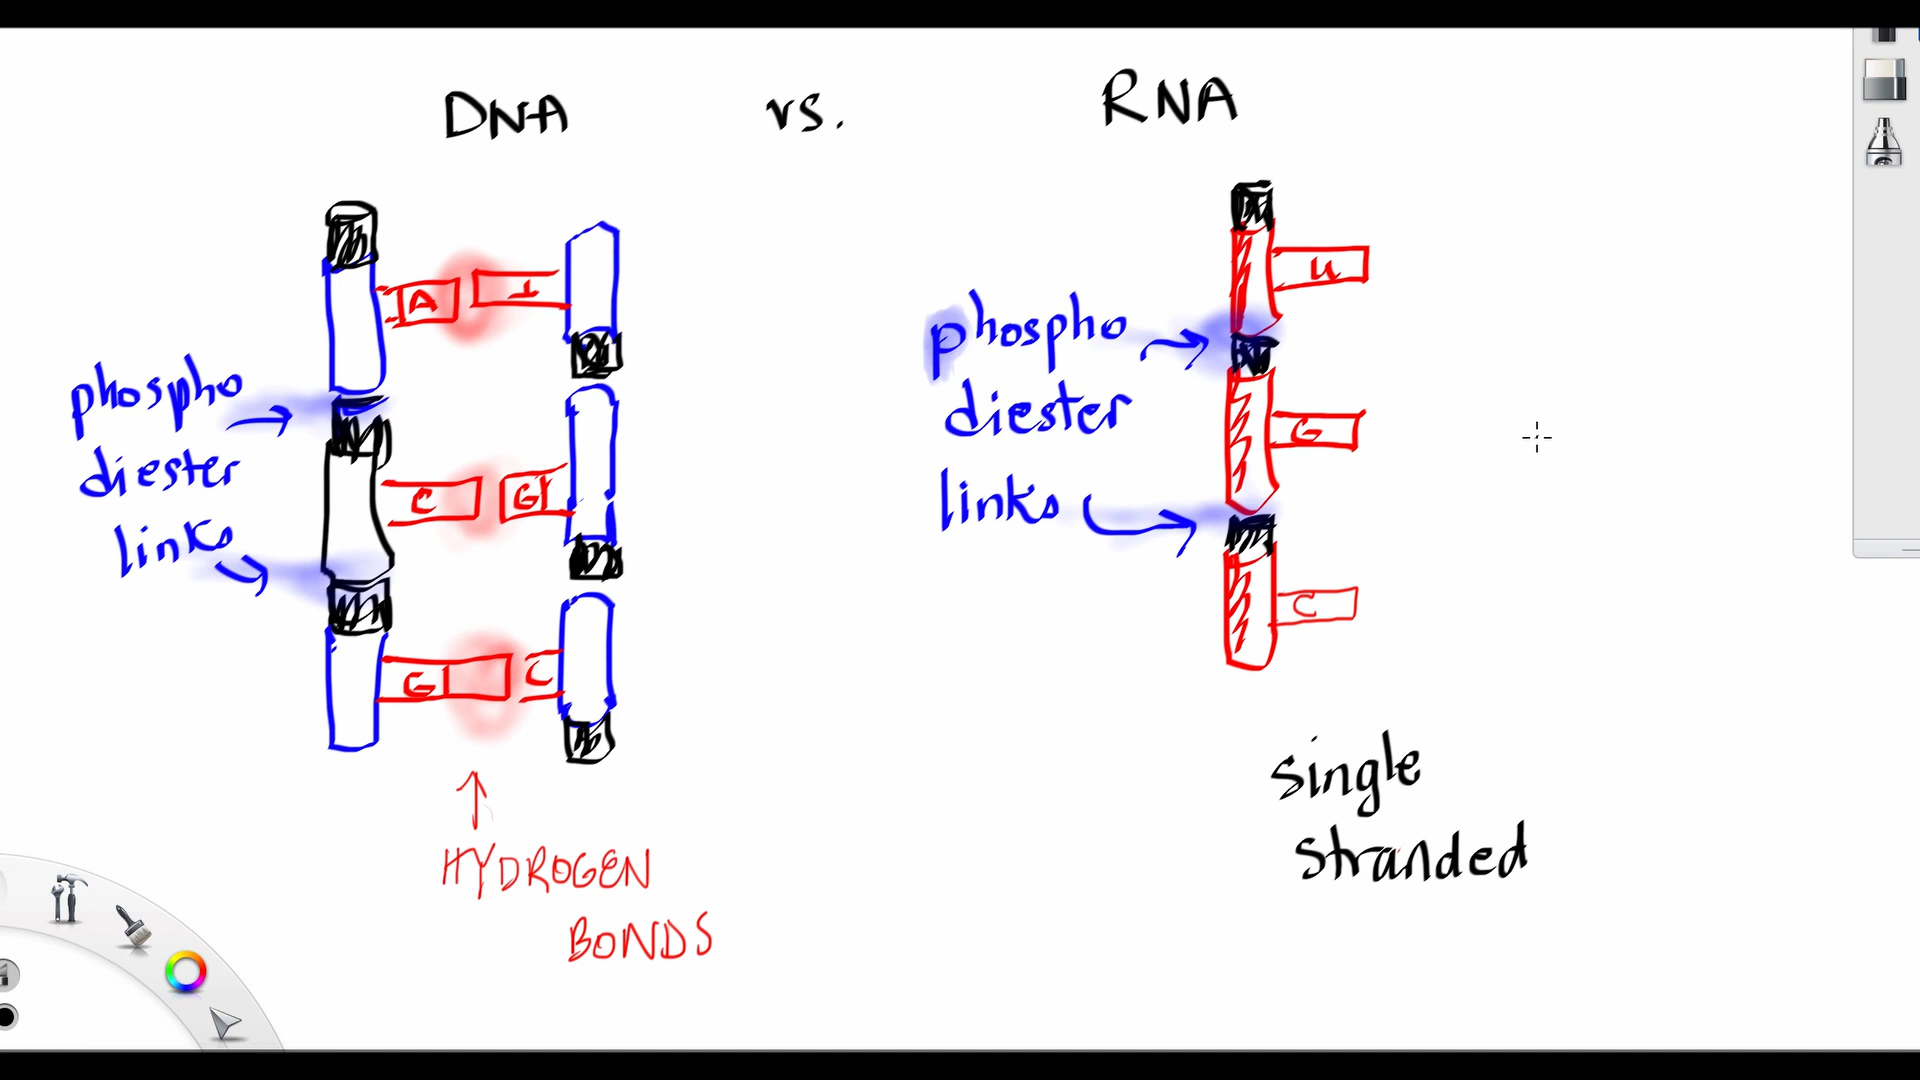 DNA vs. RNA
A T
C G
G C
phospho
diester
links
HYDROGEN
BONDS
U
G
C
phospho
diester
links
single
stranded